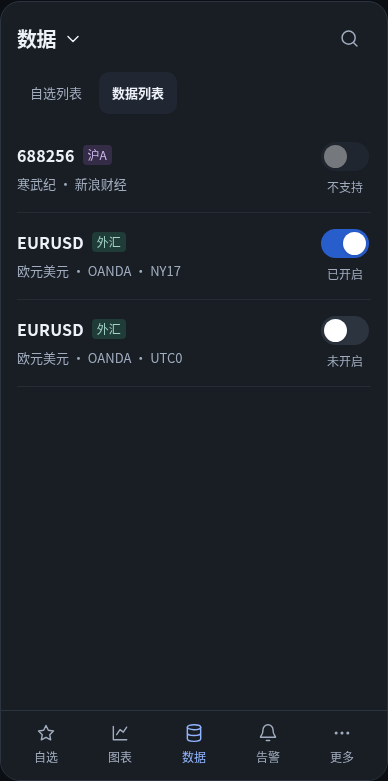 数据
自选列表 数据列表
688256 沪A
寒武纪 • 新浪财经
不支持
EURUSD 外汇
欧元美元 • OANDA • NY17
已开启
EURUSD 外汇
欧元美元 • OANDA • UTC0
未开启
自选 图表 数据 告警 更多